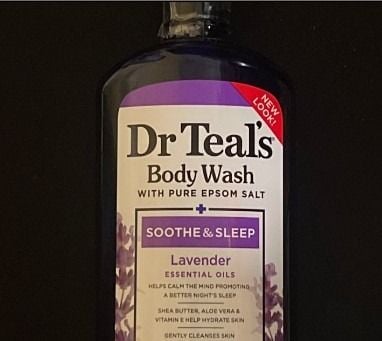 NEW
LOOK!
Dr Teal's
Body Wash
WITH PURE EPSOM SALT
SOOTHE & SLEEP
Lavender
ESSENTIAL OILS
HELPS CALM THE MIND PROMOTING
A BETTER NIGHT'S SLEEP
SHEA BUTTER, ALOE VERA &
VITAMIN E HELP HYDRATE SKIN
GENTLY CLEANSES SKIN